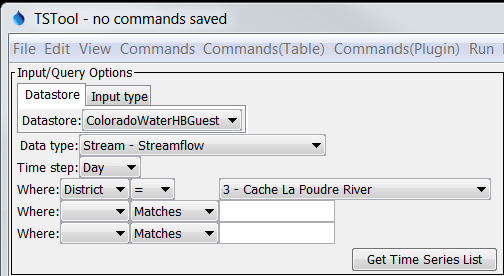 TSTool - no commands saved
File Edit View Commands Commands(Table) Commands(Plugin) Run
Input/Query Options
Datastore Input type
Datastore: ColoradoWaterHBGuest
Data type: Stream - Streamflow
Time step: Day
Where: District = 3 - Cache La Poudre River
Where: Matches
Where: Matches
Get Time Series List